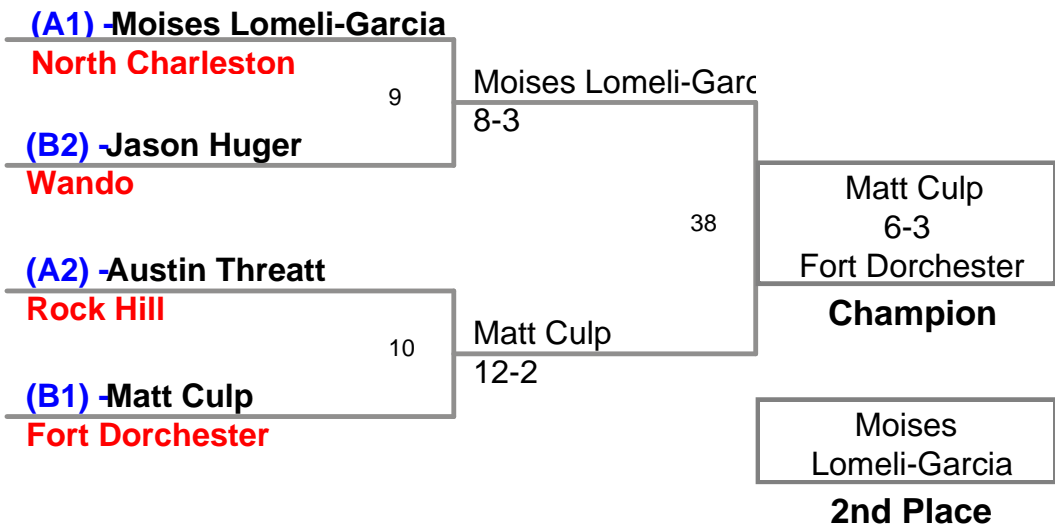 (A1) -Moises Lomeli-Garcia
North Charleston
9
Moises Lomeli-Garc
8-3
(B2) -Jason Huger
Wando
38
Matt Culp
6-3
Fort Dorchester
Champion
(A2) -Austin Threatt
Rock Hill
10
Matt Culp
12-2
(B1) -Matt Culp
Fort Dorchester
Moises
Lomeli-Garcia
2nd Place